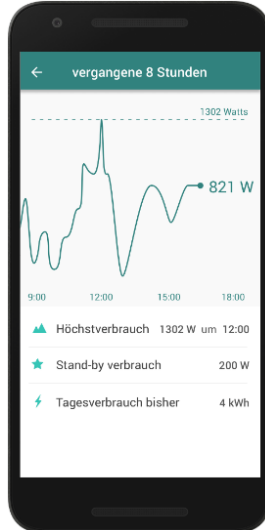 vergangene 8 Stunden
1302 Watts
821 W
9:00 12:00 15:00 18:00
Höchstverbrauch 1302 W um 12:00
Stand-by verbrauch 200 W
Tagesverbrauch bisher 4 kWh